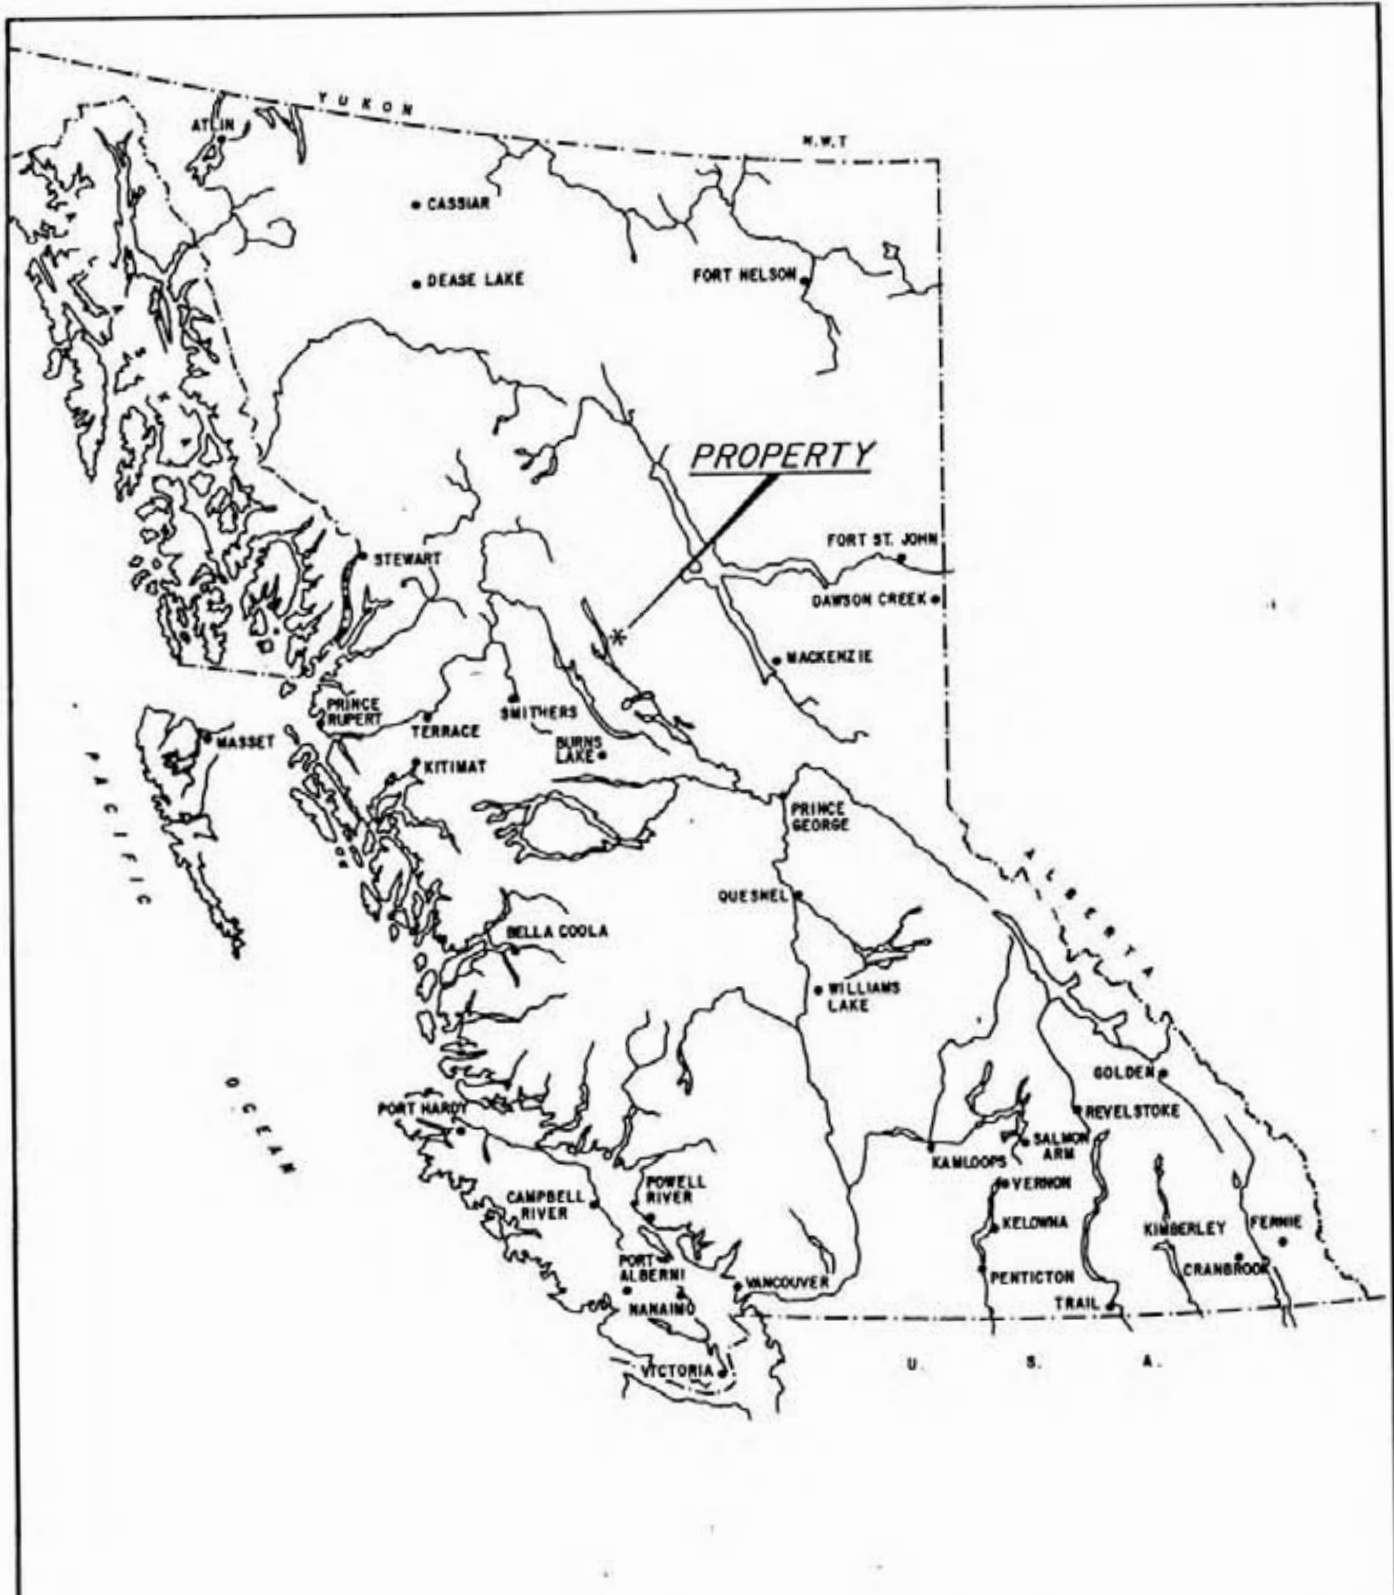 YUKON
N.W.T
ATLIN
CASSIAR
DEASE LAKE
FORT NELSON
PROPERTY
STEWART
FORT ST. JOHN
DAWSON CREEK
MACKENZIE
PRINCE
RUPERT
TERRACE
SMITHERS
MASSET
KITIMAT
BURNS
LAKE
PACIFIC
PRINCE
GEORGE
ALBERTA
QUESNEL
BELLA COOLA
WILLIAMS
LAKE
OCEAN
GOLDEN
PORT HARDY
REVELSTOKE
SALMON
ARM
KAMLOOPS
VERNON
CAMPBELL
RIVER
POWELL
RIVER
KELOWNA
KIMBERLEY
FERNIE
PORT
ALBERNI
VANCOUVER
PENTICTON
CRANBROOK
NANAIMO
TRAIL
VICTORIA
U. S. A.